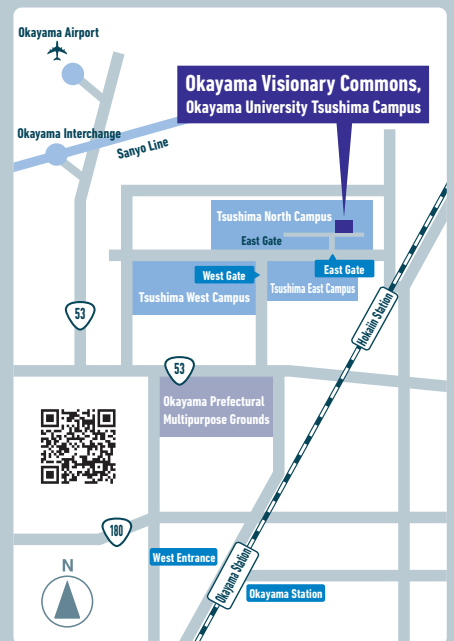 Okayama Airport
Okayama Visionary Commons,
Okayama University Tsushima Campus
Okayama Interchange
Sanyo Line
Tsushima North Campus
East Gate
West Gate
East Gate
Tsushima West Campus
Tsushima East Campus
Hokaiin Station
53
53
Okayama Prefectural
Multipurpose Grounds
180
West Entrance
Okayama Station
Okayama Station
N